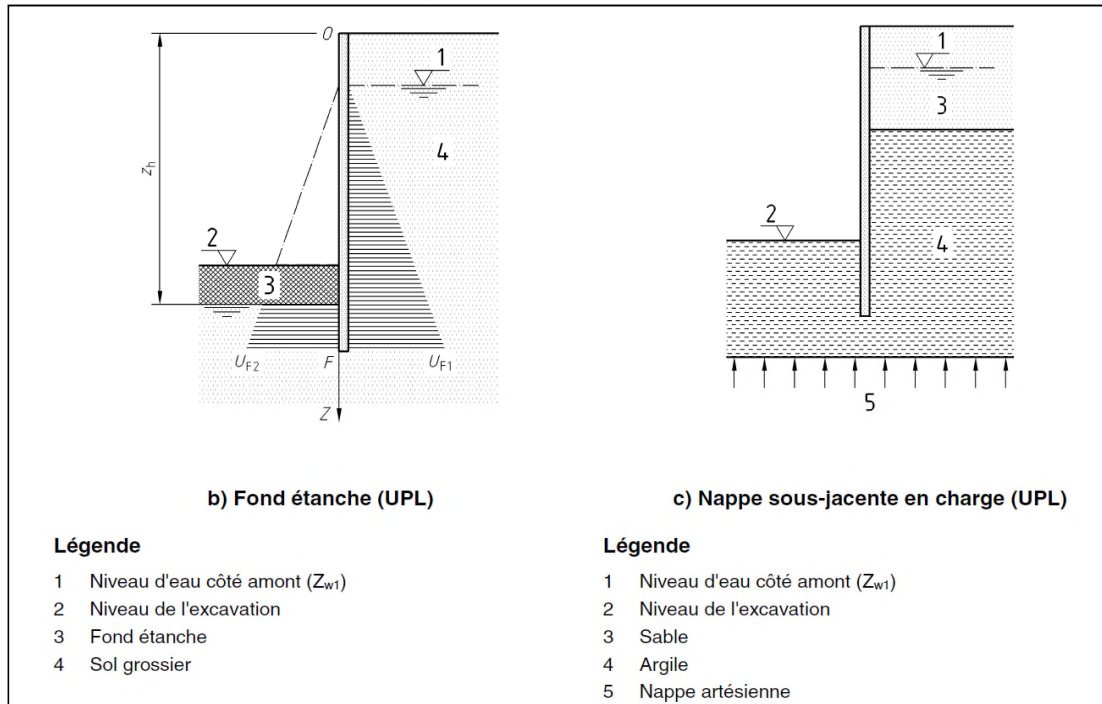 O
1
4
z_h
2
3
U_F2
F
U_F1
Z
1
3
2
4
5
b) Fond étanche (UPL)
Légende
1 Niveau d'eau côté amont (Z_w1)
2 Niveau de l'excavation
3 Fond étanche
4 Sol grossier
c) Nappe sous-jacente en charge (UPL)
Légende
1 Niveau d'eau côté amont (Z_w1)
2 Niveau de l'excavation
3 Sable
4 Argile
5 Nappe artésienne